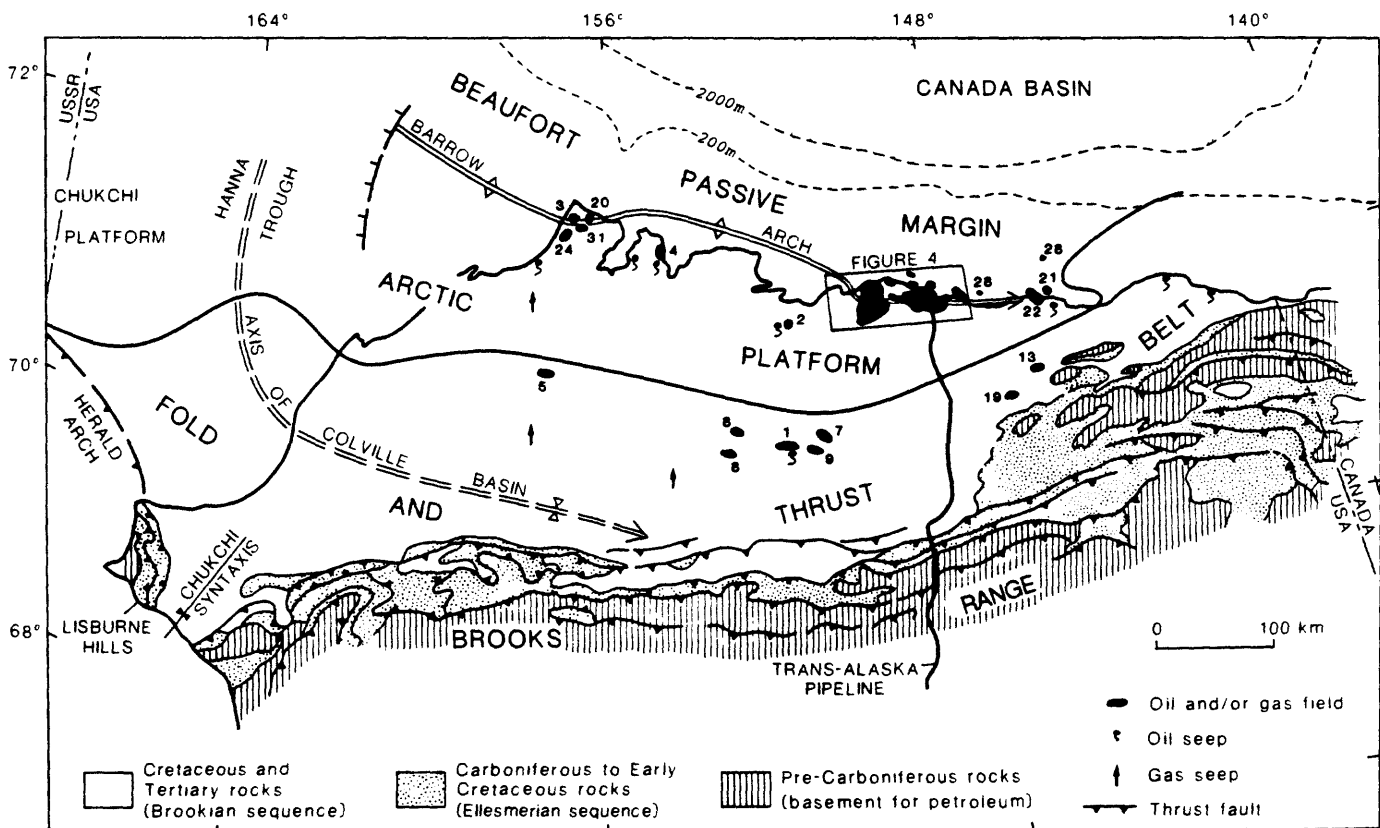 164°
156°
148°
140°
72°
70°
68°
USSR
USA
CHUKCHI
PLATFORM
HANNA
TROUGH
BEAUFORT
PASSIVE
MARGIN
BARROW
ARCH
2000m
200m
CANADA BASIN
3
20
31
24
4
FIGURE 4
28
28
21
22
2
ARCTIC
PLATFORM
AXIS
OF
COLVILLE
BASIN
HERALD
ARCH
FOLD
AND
THRUST
BELT
5
13
19
8
8
1
7
9
CHUKCHI
SYNTAXIS
LISBURNE
HILLS
BROOKS
RANGE
CANADA
USA
TRANS-ALASKA
PIPELINE
0
100 km
Cretaceous and
Tertiary rocks
(Brookian sequence)
Carboniferous to Early
Cretaceous rocks
(Ellesmerian sequence)
Pre-Carboniferous rocks
(basement for petroleum)
Oil and/or gas field
Oil seep
Gas seep
Thrust fault